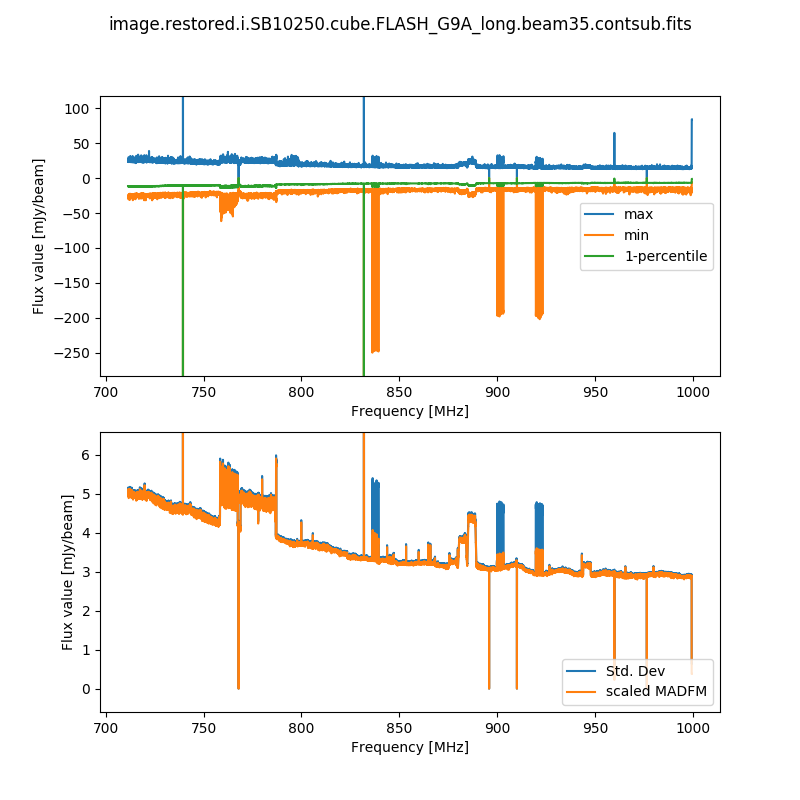 image.restored.i.SB10250.cube.FLASH_G9A_long.beam35.contsub.fits
100
50
0
−50
−100
−150
−200
−250
Flux value [mJy/beam]
max
min
1-percentile
700 750 800 850 900 950 1000
Frequency [MHz]
6
5
4
3
2
1
0
Flux value [mJy/beam]
Std. Dev
scaled MADFM
700 750 800 850 900 950 1000
Frequency [MHz]